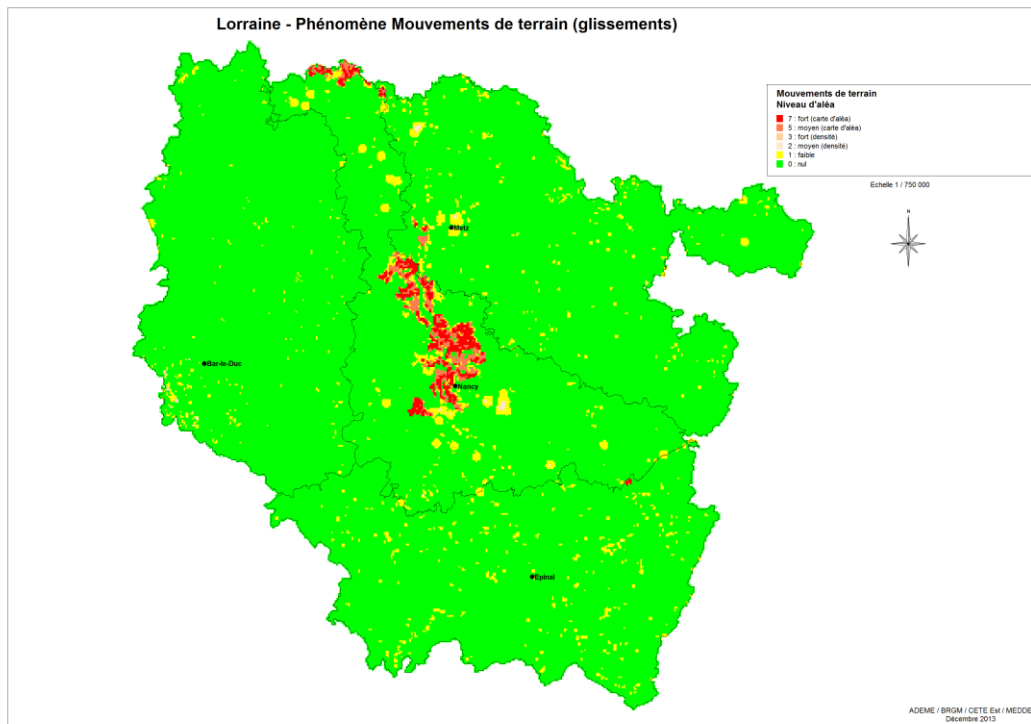 Lorraine - Phénomène Mouvements de terrain (glissements)
Mouvements de terrain
Niveau d'aléa
7 : fort (carte d'aléa)
5 : moyen (carte d'aléa)
3 : fort (densité)
2 : moyen (densité)
1 : faible
0 : nul
Echelle 1 / 750 000
N
Metz
Bar-le-Duc
Nancy
Epinal
ADEME / BRGM / CETE Est / MEDDE
Décembre 2013